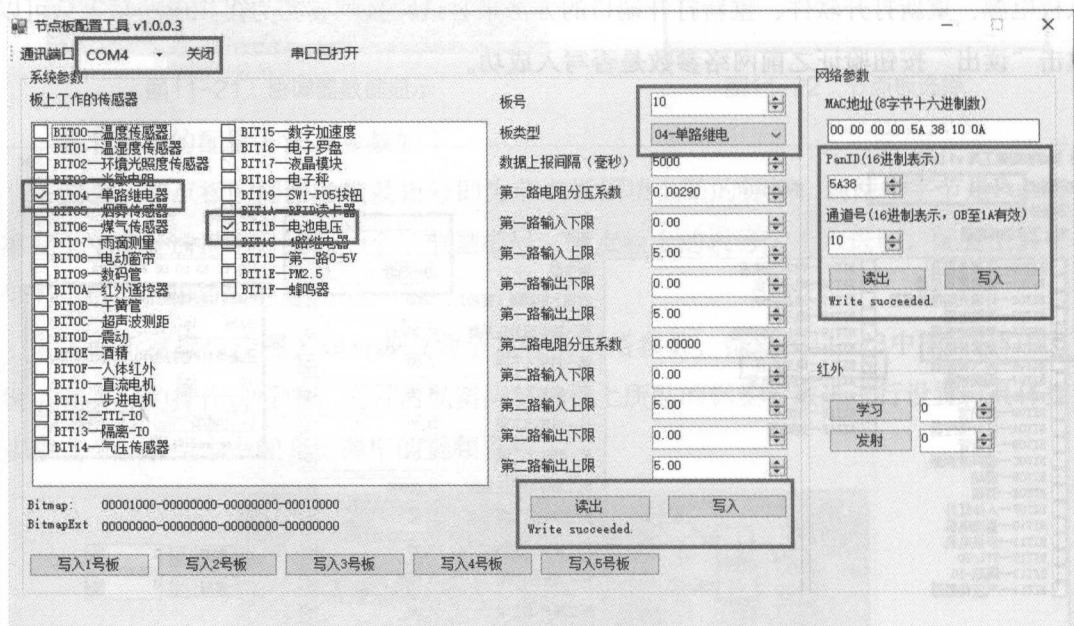 击“读出”按钮验证之前网络参数是否写入成功。
节点板配置工具 v1.0.0.3
通讯端口 COM4 关闭 串口已打开
系统参数
板上工作的传感器
BIT00--温度传感器
BIT01--温湿度传感器
BIT02--环境光照度传感器
BIT03--光敏电阻
BIT04--单路继电器
BIT05--烟雾传感器
BIT06--煤气传感器
BIT07--雨滴测量
BIT08--电动窗帘
BIT09--数码管
BIT0A--红外遥控器
BIT0B--干簧管
BIT0C--超声波测距
BIT0D--震动
BIT0E--酒精
BIT0F--人体红外
BIT10--直流电机
BIT11--步进电机
BIT12--TTL-IO
BIT13--隔离-IO
BIT14--气压传感器
BIT15--数字加速度
BIT16--电子罗盘
BIT17--液晶模块
BIT18--电子秤
BIT19--SW1-P05按钮
BIT1A--RFID读卡器
BIT1B--电池电压
BIT1C--4路继电器
BIT1D--第一路0-5V
BIT1E--PM2.5
BIT1F--蜂鸣器
Bitmap: 00001000-00000000-00000000-00010000
BitmapExt 00000000-00000000-00000000-00000000
写入1号板 写入2号板 写入3号板 写入4号板 写入5号板
板号 10
板类型 04-单路继电
数据上报间隔（毫秒） 5000
第一路电阻分压系数 1.00290
第一路输入下限 0.00
第一路输入上限 5.00
第一路输出下限 0.00
第一路输出上限 5.00
第二路电阻分压系数 0.00000
第二路输入下限 0.00
第二路输入上限 5.00
第二路输出下限 0.00
第二路输出上限 5.00
读出 写入
Write succeeded.
网络参数
MAC地址(8字节十六进制数)
00 00 00 00 5A 38 10 0A
PanID(16进制表示)
5A38
通道号(16进制表示，0B至1A有效)
10
读出 写入
Write succeeded.
红外
学习 0
发射 0